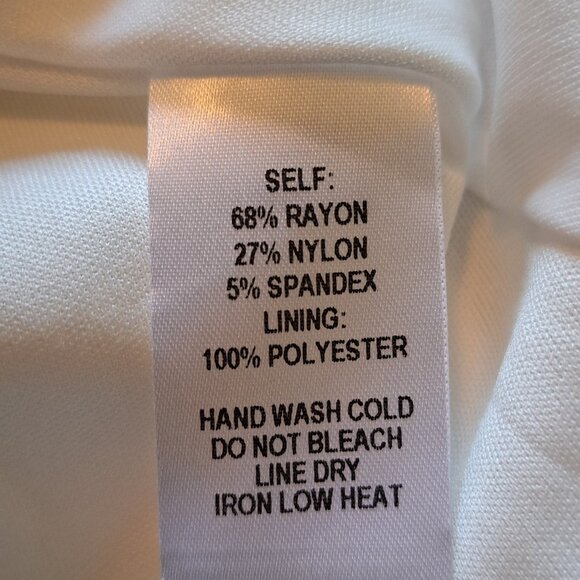 SELF:
68% RAYON
27% NYLON
5% SPANDEX
LINING:
100% POLYESTER
HAND WASH COLD
DO NOT BLEACH
LINE DRY
IRON LOW HEAT